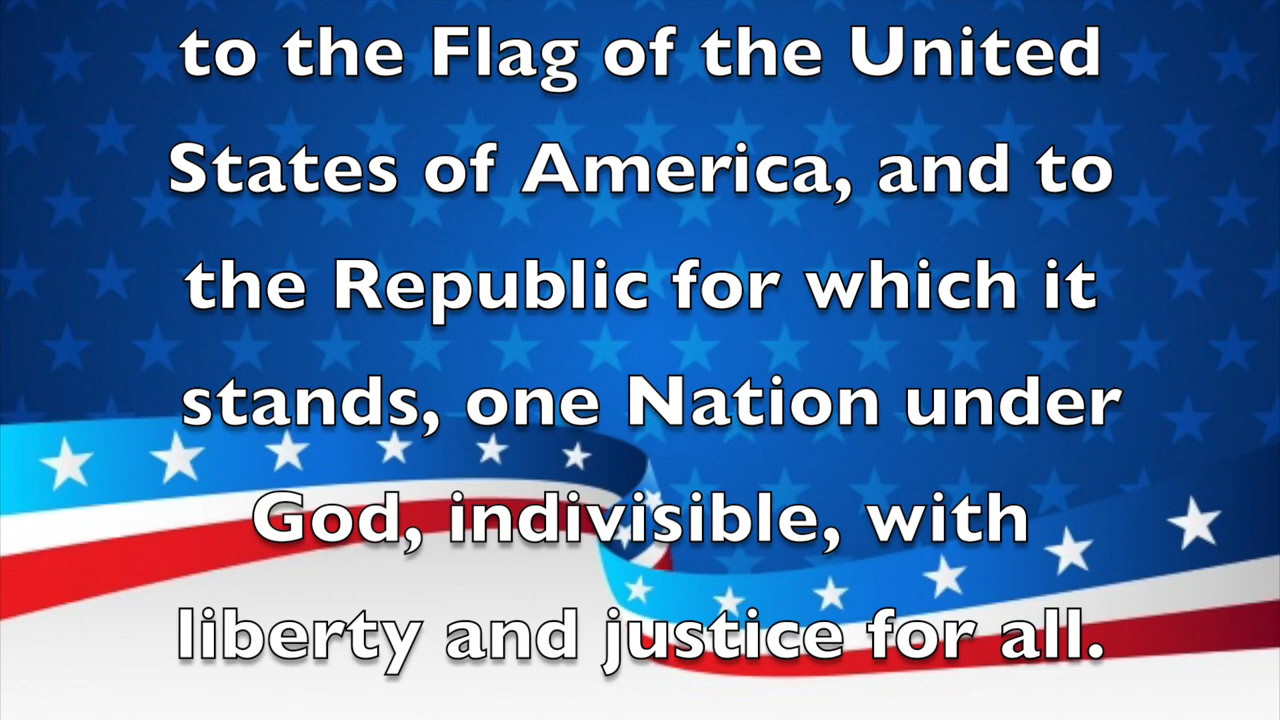 to the Flag of the United
States of America, and to
the Republic for which it
stands, one Nation under
God, indivisible, with
liberty and justice for all.